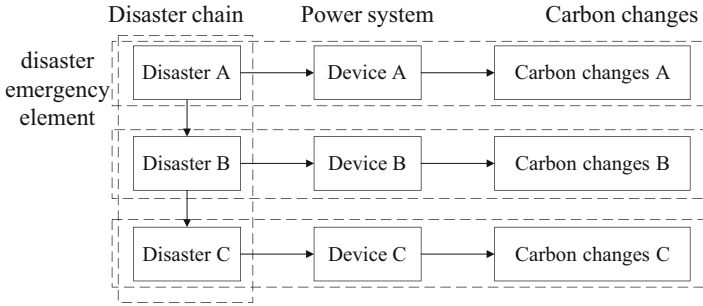 Disaster chain
Power system
Carbon changes
disaster
emergency
element
Disaster A
Device A
Carbon changes A
Disaster B
Device B
Carbon changes B
Disaster C
Device C
Carbon changes C